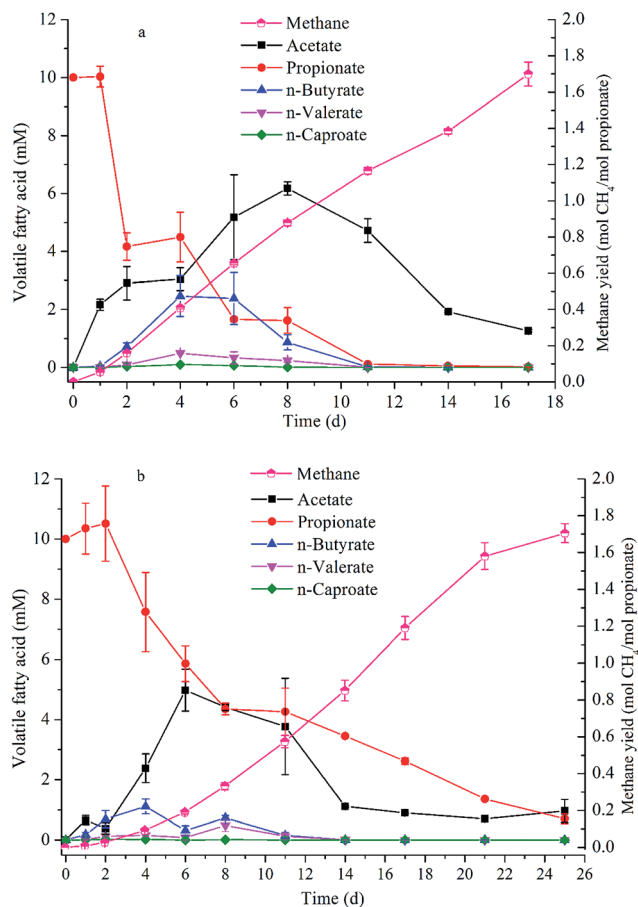 a
Methane
Acetate
Propionate
n-Butyrate
n-Valerate
n-Caproate
Volatile fatty acid (mM)
12
10
8
6
4
2
0
Methane yield (mol CH₄/mol propionate)
2.0
1.8
1.6
1.4
1.2
1.0
0.8
0.6
0.4
0.2
0.0
0 2 4 6 8 10 12 14 16 18
Time (d)
b
Methane
Acetate
Propionate
n-Butyrate
n-Valerate
n-Caproate
Volatile fatty acid (mM)
12
10
8
6
4
2
0
Methane yield (mol CH₄/mol propionate)
2.0
1.8
1.6
1.4
1.2
1.0
0.8
0.6
0.4
0.2
0.0
0 2 4 6 8 10 12 14 16 18 20 22 24 26
Time (d)